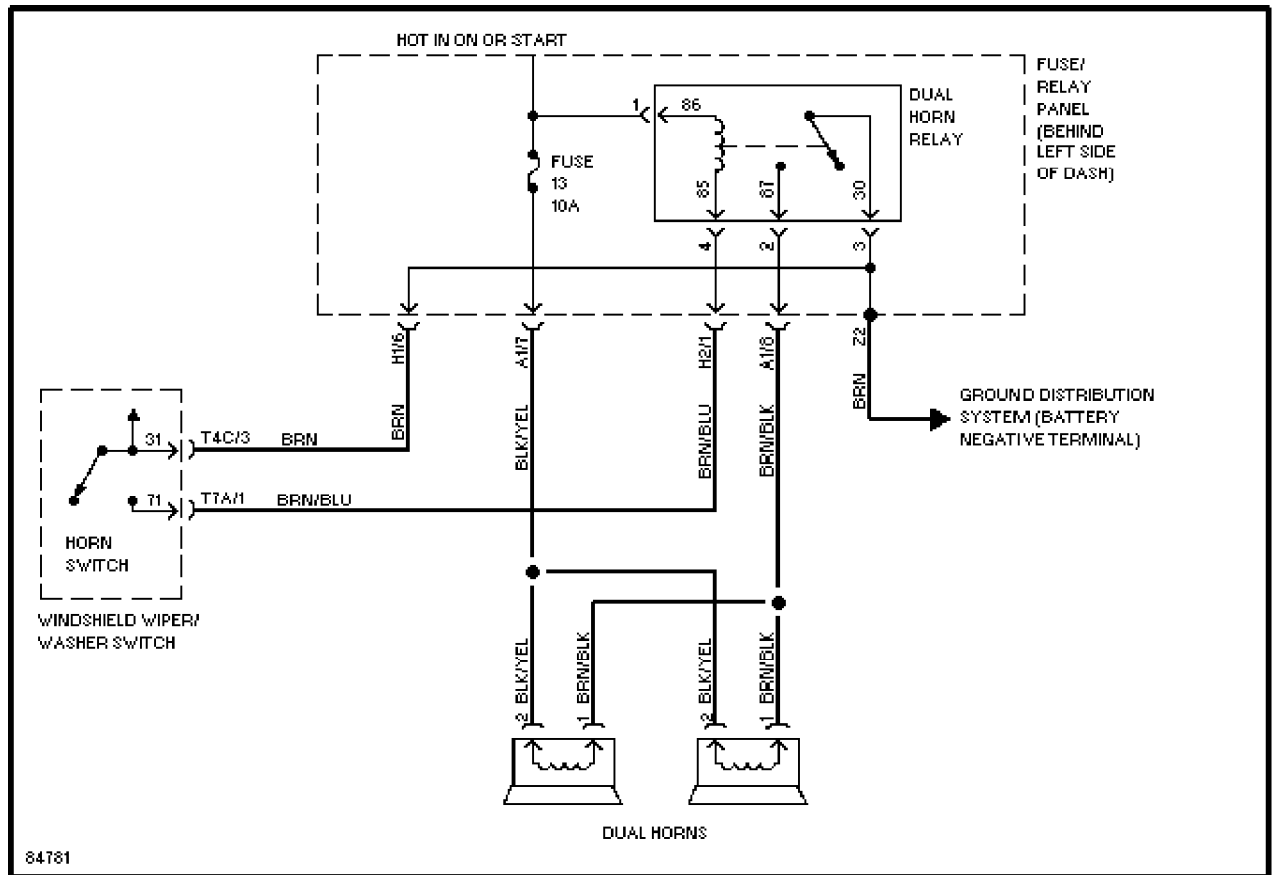 HOT IN ON OR START
FUSE/
RELAY
PANEL
(BEHIND
LEFT SIDE
OF DASH)
DUAL
HORN
RELAY
1
86
FUSE
13
10A
85
87
30
4
2
3
H1/6
A1/7
H2/1
A1/8
Z2
BRN
BLK/YEL
BRN/BLU
BRN/BLK
BRN
GROUND DISTRIBUTION
SYSTEM (BATTERY
NEGATIVE TERMINAL)
31
T4C/3
BRN
71
T7A/1
BRN/BLU
HORN
SWITCH
WINDSHIELD WIPER/
WASHER SWITCH
2 BLK/YEL
1 BRN/BLK
2 BLK/YEL
1 BRN/BLK
DUAL HORNS
84781